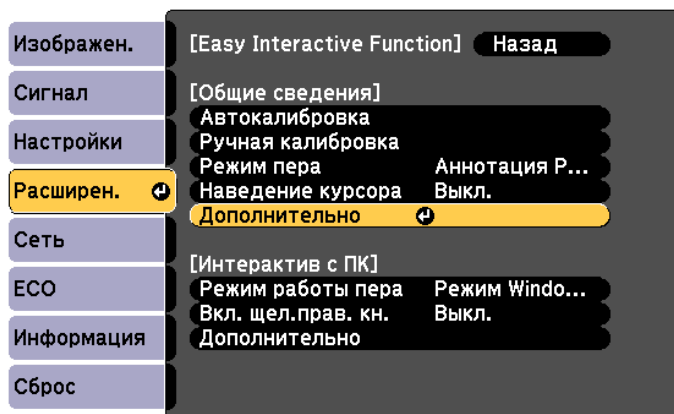 Изображен.
Сигнал
Настройки
Расширен.
Сеть
ECO
Информация
Сброс
[Easy Interactive Function] Назад
[Общие сведения]
Автокалибровка
Ручная калибровка
Режим пера Аннотация P...
Наведение курсора Выкл.
Дополнительно
[Интерактив с ПК]
Режим работы пера Режим Windo...
Вкл. щел.прав. кн. Выкл.
Дополнительно